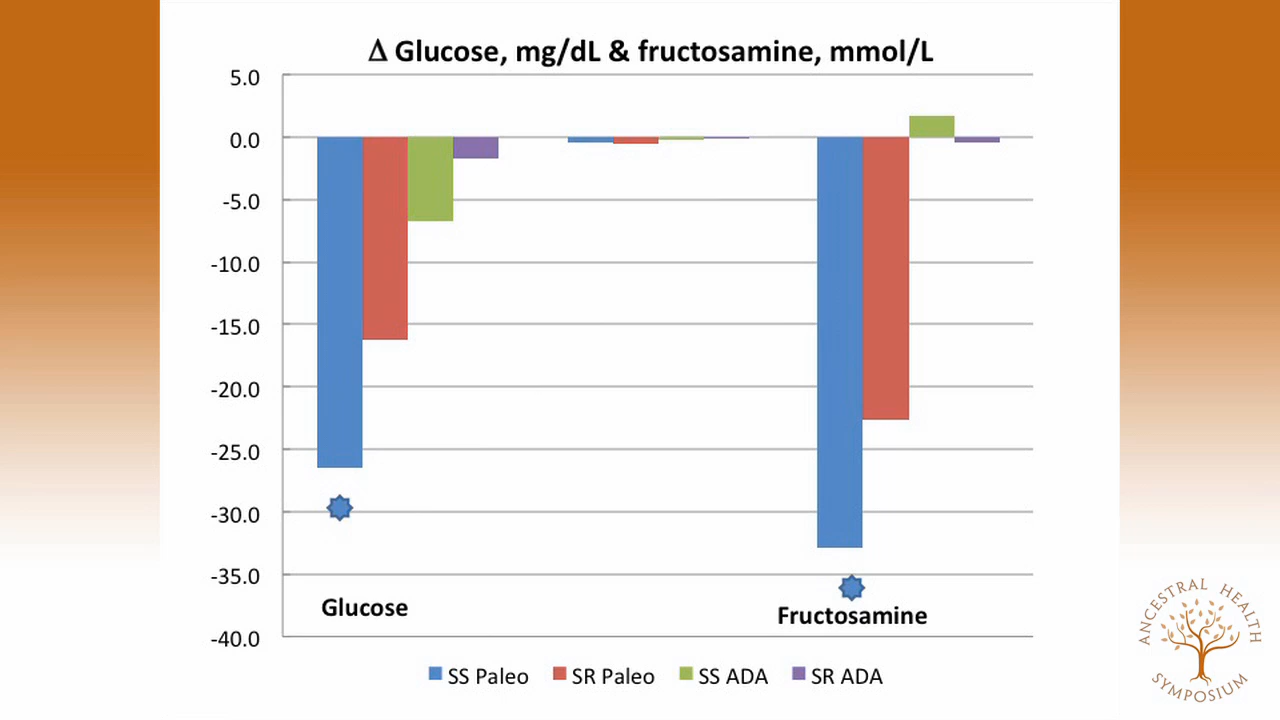 Δ Glucose, mg/dL & fructosamine, mmol/L
5.0
0.0
-5.0
-10.0
-15.0
-20.0
-25.0
-30.0
-35.0
-40.0
Glucose
Fructosamine
SS Paleo SR Paleo SS ADA SR ADA
ANCESTRAL HEALTH
SYMPOSIUM